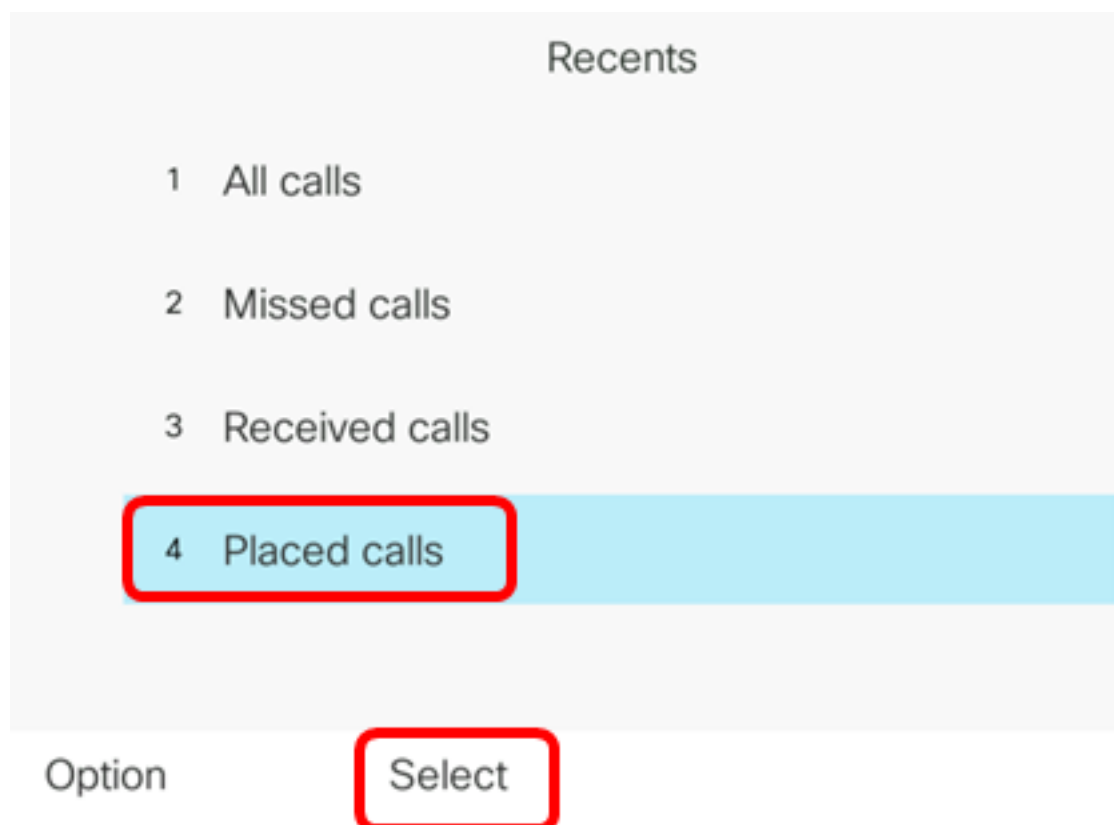 Recents
1 All calls
2 Missed calls
3 Received calls
4 Placed calls
Option Select